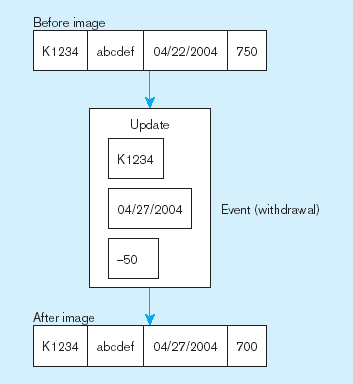 Before image
K1234 abcdef 04/22/2004 750
Update
K1234
04/27/2004
Event (withdrawal)
–50
After image
K1234 abcdef 04/27/2004 700